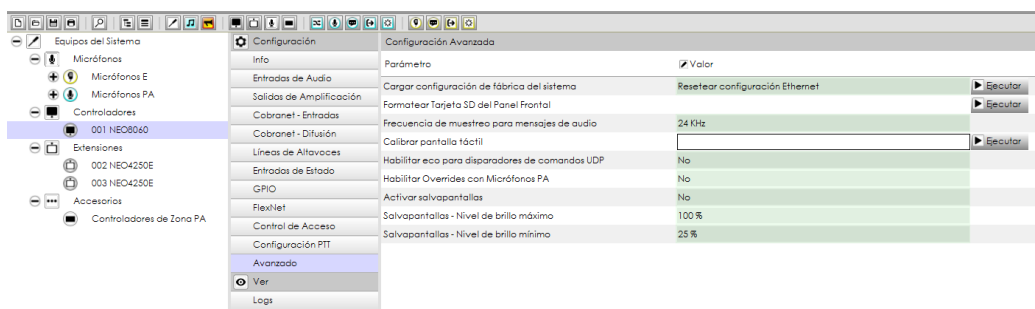 Equipos del Sistema
Micrófonos
Micrófonos E
Micrófonos PA
Controladores
001 NEO8060
Extensiones
002 NEO4250E
003 NEO4250E
Accesorios
Controladores de Zona PA
Configuración
Info
Entradas de Audio
Salidas de Amplificación
Cobranet - Entradas
Cobranet - Difusión
Líneas de Altavoces
Entradas de Estado
GPIO
FlexNet
Control de Acceso
Configuración PTT
Avanzado
Ver
Logs
Configuración Avanzada
Parámetro Valor
Cargar configuración de fábrica del sistema Resetear configuración Ethernet Ejecutar
Formatear Tarjeta SD del Panel Frontal Ejecutar
Frecuencia de muestreo para mensajes de audio 24 KHz
Calibrar pantalla táctil Ejecutar
Habilitar eco para disparadores de comandos UDP No
Habilitar Overrides con Micrófonos PA No
Activar salvapantallas No
Salvapantallas - Nivel de brillo máximo 100 %
Salvapantallas - Nivel de brillo mínimo 25 %